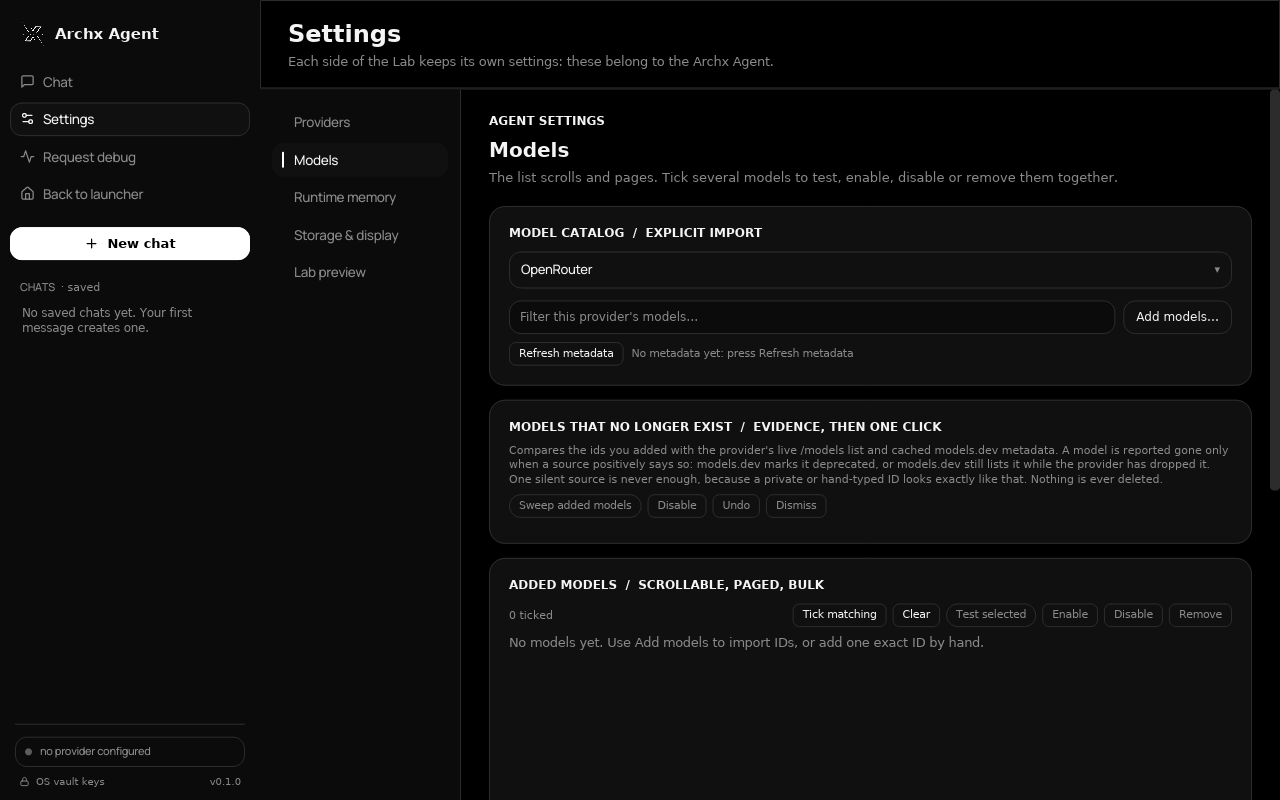 Archx Agent
Chat
Settings
Request debug
Back to launcher
+ New chat
CHATS · saved
No saved chats yet. Your first
message creates one.
no provider configured
OS vault keys
v0.1.0
Settings
Each side of the Lab keeps its own settings: these belong to the Archx Agent.
Providers
Models
Runtime memory
Storage & display
Lab preview
AGENT SETTINGS
Models
The list scrolls and pages. Tick several models to test, enable, disable or remove them together.
MODEL CATALOG / EXPLICIT IMPORT
OpenRouter
Filter this provider's models...
Add models...
Refresh metadata
No metadata yet: press Refresh metadata
MODELS THAT NO LONGER EXIST / EVIDENCE, THEN ONE CLICK
Compares the ids you added with the provider's live /models list and cached models.dev metadata. A model is reported gone only
when a source positively says so: models.dev marks it deprecated, or models.dev still lists it while the provider has dropped it.
One silent source is never enough, because a private or hand-typed ID looks exactly like that. Nothing is ever deleted.
Sweep added models
Disable
Undo
Dismiss
ADDED MODELS / SCROLLABLE, PAGED, BULK
0 ticked
Tick matching
Clear
Test selected
Enable
Disable
Remove
No models yet. Use Add models to import IDs, or add one exact ID by hand.